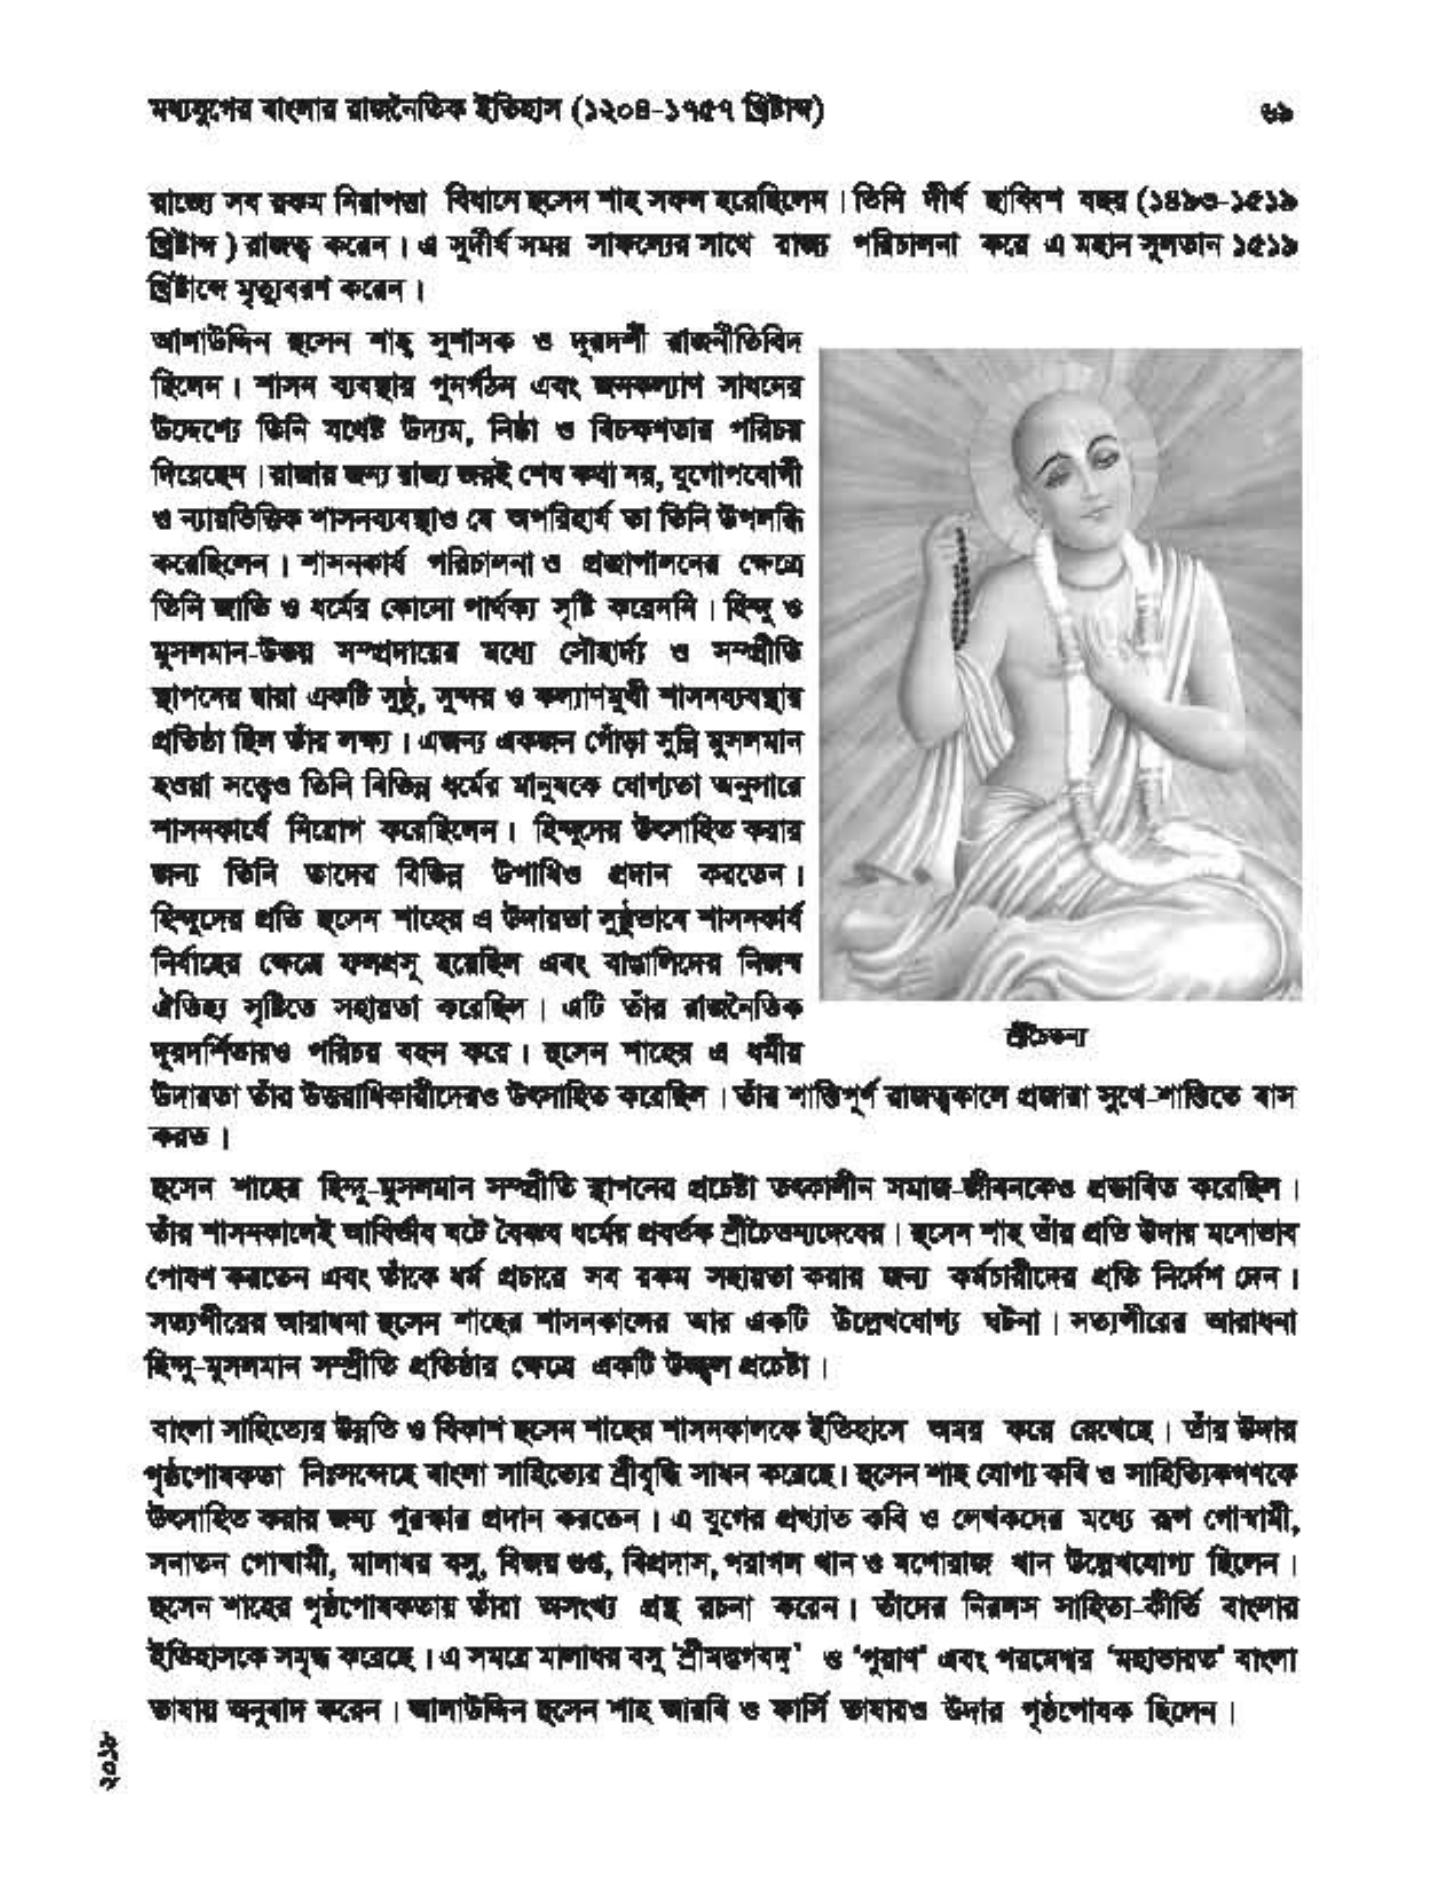 মধ্যযুগের বাংলার রাজনৈতিক ইতিহাস (১২০৪-১৭৫৭ খ্রিষ্টাব্দ)
৬৯
রাজ্যে সব রকম নিরাপত্তা বিধানে হুসেন শাহ সফল হয়েছিলেন। তিনি দীর্ঘ ছাব্বিশ বছর (১৪৯৩-১৫১৯
খ্রিষ্টাব্দ ) রাজত্ব করেন। এ সুদীর্ঘ সময় সাফল্যের সাথে রাজ্য পরিচালনা করে এ মহান সুলতান ১৫১৯
খ্রিষ্টাব্দে মৃত্যুবরণ করেন।
আলাউদ্দিন হুসেন শাহ্ সুশাসক ও দূরদর্শী রাজনীতিবিদ
ছিলেন। শাসন ব্যবস্থার পুনর্গঠন এবং জনকল্যাণ সাধনের
উদ্দেশ্যে তিনি যথেষ্ট উদ্যম, নিষ্ঠা ও বিচক্ষণতার পরিচয়
দিয়েছেন। রাজার জন্য রাজ্য জয়ই শেষ কথা নয়, যুগোপযোগী
ও ন্যায়ভিত্তিক শাসনব্যবস্থাও যে অপরিহার্য তা তিনি উপলব্ধি
করেছিলেন। শাসনকার্য পরিচালনা ও প্রজাপালনের ক্ষেত্রে
তিনি জাতি ও ধর্মের কোনো পার্থক্য সৃষ্টি করেননি। হিন্দু ও
মুসলমান-উভয় সম্প্রদায়ের মধ্যে সৌহার্দ্য ও সম্প্রীতি
স্থাপনের দ্বারা একটি সুষ্ঠু, সুন্দর ও কল্যাণমুখী শাসনব্যবস্থার
প্রতিষ্ঠা ছিল তাঁর লক্ষ্য। এজন্য একজন গোঁড়া সুন্নি মুসলমান
হওয়া সত্ত্বেও তিনি বিভিন্ন ধর্মের মানুষকে যোগ্যতা অনুসারে
শাসনকার্যে নিয়োগ করেছিলেন। হিন্দুদের উৎসাহিত করার
জন্য তিনি তাদের বিভিন্ন উপাধিও প্রদান করতেন।
হিন্দুদের প্রতি হুসেন শাহের এ উদারতা সুষ্ঠুভাবে শাসনকার্য
নির্বাহের ক্ষেত্রে ফলপ্রসূ হয়েছিল এবং বাঙালিদের নিজস্ব
ঐতিহ্য সৃষ্টিতে সহায়তা করেছিল। এটি তাঁর রাজনৈতিক
দূরদর্শিতারও পরিচয় বহন করে। হুসেন শাহের এ ধর্মীয়
শ্রীচৈতন্য
উদারতা তাঁর উত্তরাধিকারীদেরও উৎসাহিত করেছিল। তাঁর শান্তিপূর্ণ রাজত্বকালে প্রজারা সুখে-শান্তিতে বাস
করত।
হুসেন শাহের হিন্দু-মুসলমান সম্প্রীতি স্থাপনের প্রচেষ্টা তৎকালীন সমাজ-জীবনকেও প্রভাবিত করেছিল।
তাঁর শাসনকালেই আবির্ভাব ঘটে বৈষ্ণব ধর্মের প্রবর্তক শ্রীচৈতন্যদেবের। হুসেন শাহ তাঁর প্রতি উদার মনোভাব
পোষণ করতেন এবং তাঁকে ধর্ম প্রচারে সব রকম সহায়তা করার জন্য কর্মচারীদের প্রতি নির্দেশ দেন।
সত্যপীরের আরাধনা হুসেন শাহের শাসনকালের আর একটি উল্লেখযোগ্য ঘটনা। সত্যপীরের আরাধনা
হিন্দু-মুসলমান সম্প্রীতি প্রতিষ্ঠার ক্ষেত্রে একটি উজ্জ্বল প্রচেষ্টা।
বাংলা সাহিত্যের উন্নতি ও বিকাশ হুসেন শাহের শাসনকালকে ইতিহাসে অমর করে রেখেছে। তাঁর উদার
পৃষ্ঠপোষকতা নিঃসন্দেহে বাংলা সাহিত্যের শ্রীবৃদ্ধি সাধন করেছে। হুসেন শাহ যোগ্য কবি ও সাহিত্যিকগণকে
উৎসাহিত করার জন্য পুরস্কার প্রদান করতেন। এ যুগের প্রখ্যাত কবি ও লেখকদের মধ্যে রূপ গোস্বামী,
সনাতন গোস্বামী, মালাধর বসু, বিজয় গুপ্ত, বিপ্রদাস, পরাগল খান ও যশোরাজ খান উল্লেখযোগ্য ছিলেন।
হুসেন শাহের পৃষ্ঠপোষকতায় তাঁরা অসংখ্য গ্রন্থ রচনা করেন। তাঁদের নিরলস সাহিত্য-কীর্তি বাংলার
ইতিহাসকে সমৃদ্ধ করেছে। এ সময়ে মালাধর বসু 'শ্রীমদ্ভগবদ্' ও 'পুরাণ' এবং পরমেশ্বর 'মহাভারত' বাংলা
ভাষায় অনুবাদ করেন। আলাউদ্দিন হুসেন শাহ আরবি ও ফার্সি ভাষারও উদার পৃষ্ঠপোষক ছিলেন।
২০১৮